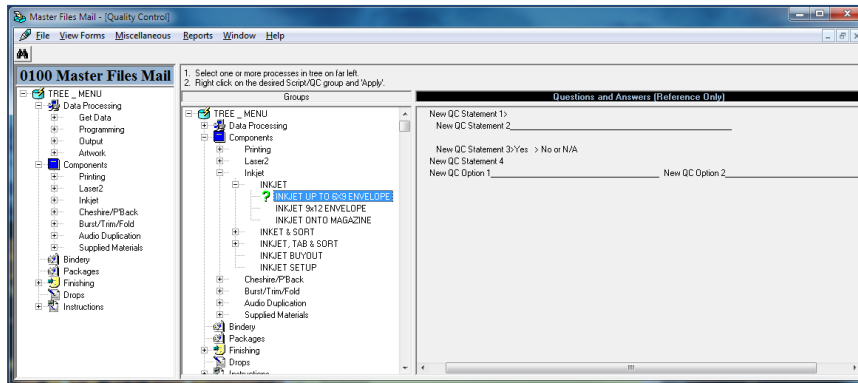 Master Files Mail - [Quality Control]
File View Forms Miscellaneous Reports Window Help
0100 Master Files Mail
TREE _ MENU
Data Processing
Get Data
Programming
Output
Artwork
Components
Printing
Laser2
Inkjet
Cheshire/P'Back
Burst/Trim/Fold
Audio Duplication
Supplied Materials
Bindery
Packages
Finishing
Drops
Instructions
1. Select one or more processes in tree on far left.
2. Right click on the desired Script/QC group and 'Apply'.
Groups
TREE _ MENU
Data Processing
Components
Printing
Laser2
Inkjet
INKJET
? INKJET UP TO 6X9 ENVELOPE
INKJET 9x12 ENVELOPE
INKJET ONTO MAGAZINE
INKET & SORT
INKJET, TAB & SORT
INKJET BUYOUT
INKJET SETUP
Cheshire/P'Back
Burst/Trim/Fold
Audio Duplication
Supplied Materials
Bindery
Packages
Finishing
Drops
Instructions
Questions and Answers (Reference Only)
New QC Statement 1>
New QC Statement 2
New QC Statement 3>Yes > No or N/A
New QC Statement 4
New QC Option 1 New QC Option 2